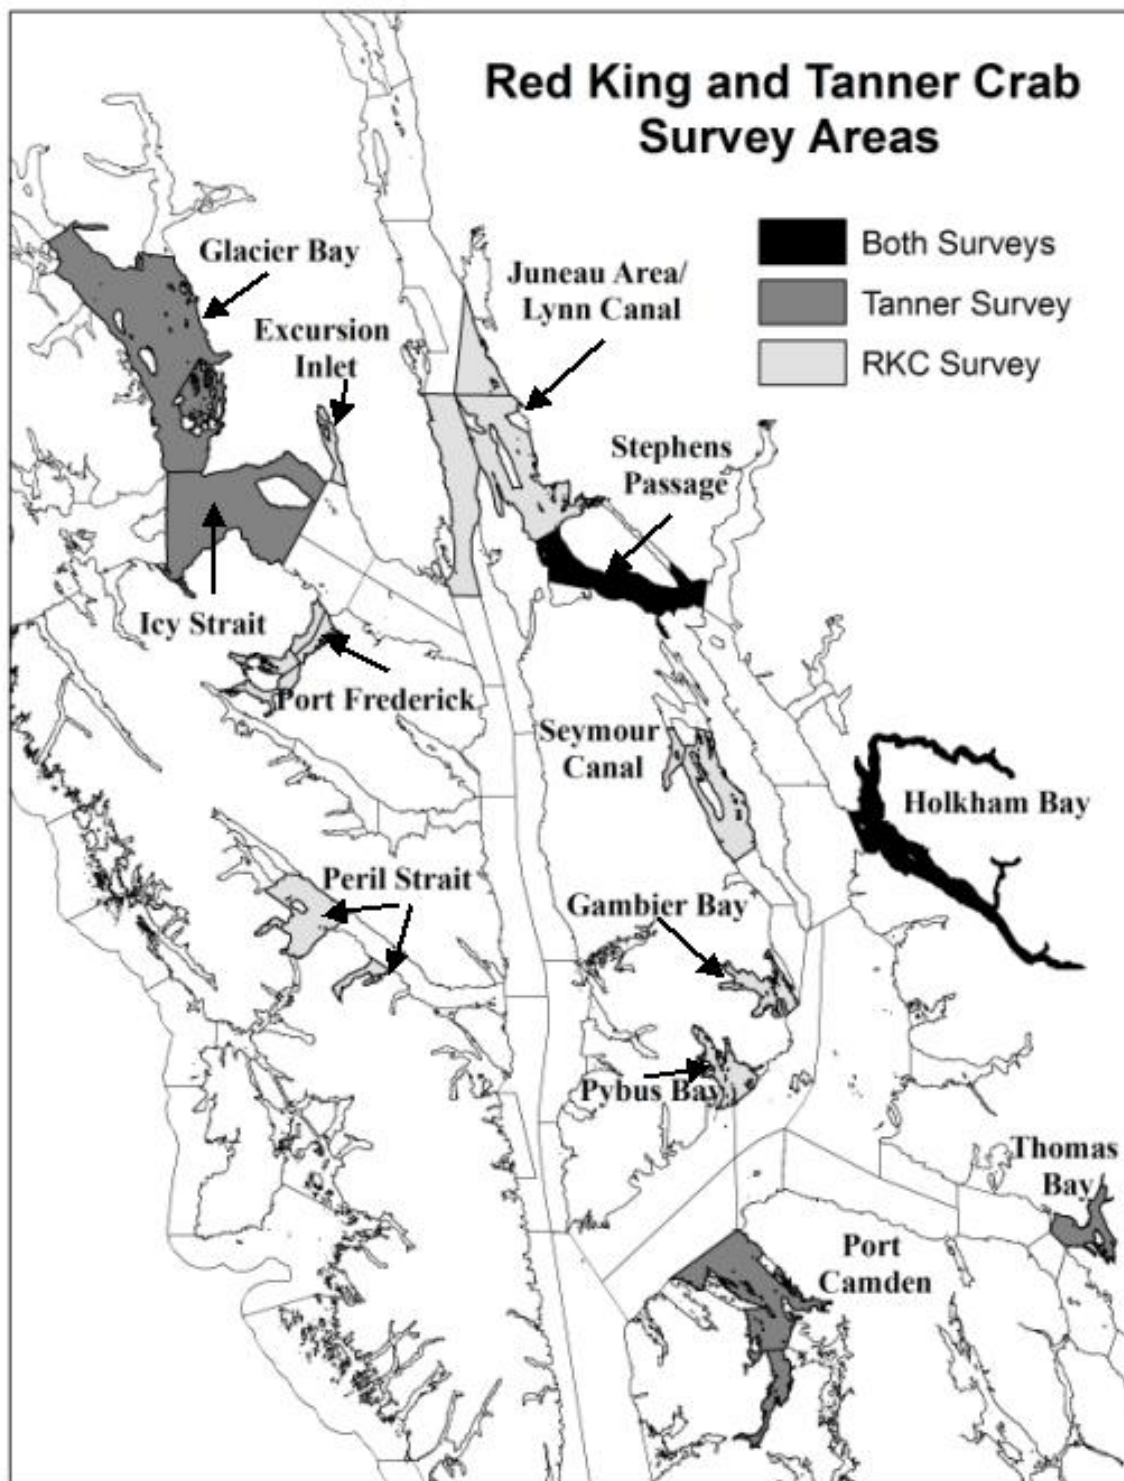 Red King and Tanner Crab
Survey Areas
Both Surveys
Tanner Survey
RKC Survey
Glacier Bay
Juneau Area/
Lynn Canal
Excursion
Inlet
Stephens
Passage
Icy Strait
Port Frederick
Seymour
Canal
Holkham Bay
Peril Strait
Gambier Bay
Pybus Bay
Thomas
Bay
Port
Camden